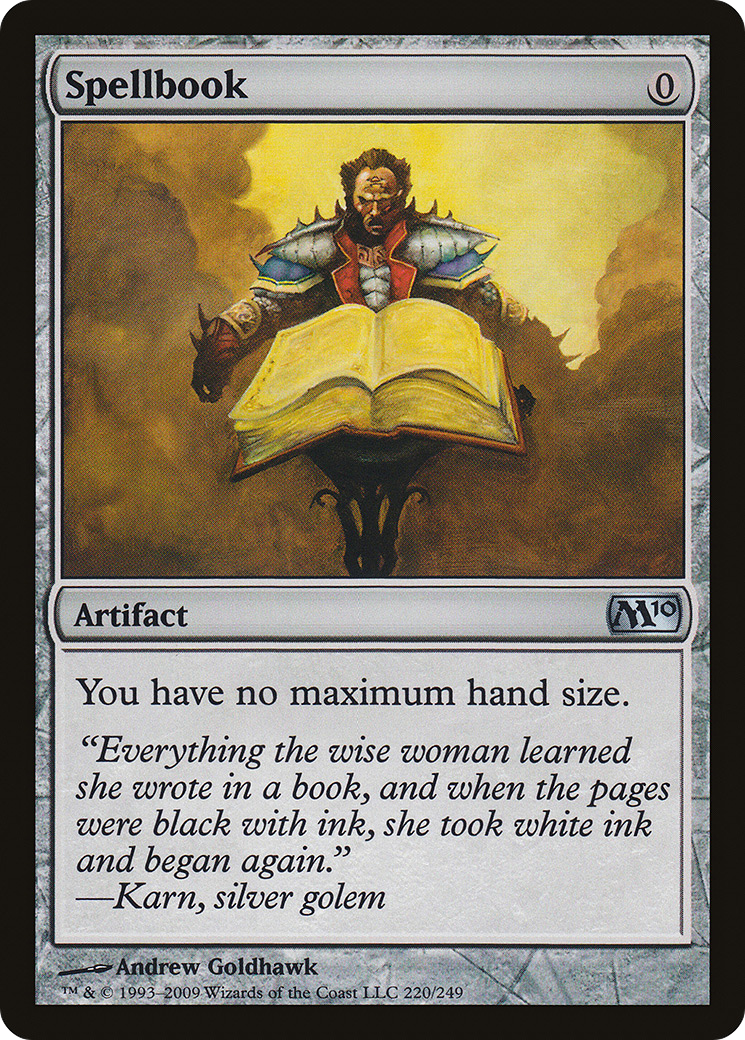 Spellbook 0
Artifact M10
You have no maximum hand size.
“Everything the wise woman learned
she wrote in a book, and when the pages
were black with ink, she took white ink
and began again.”
—Karn, silver golem
Andrew Goldhawk
™ & © 1993–2009 Wizards of the Coast LLC 220/249